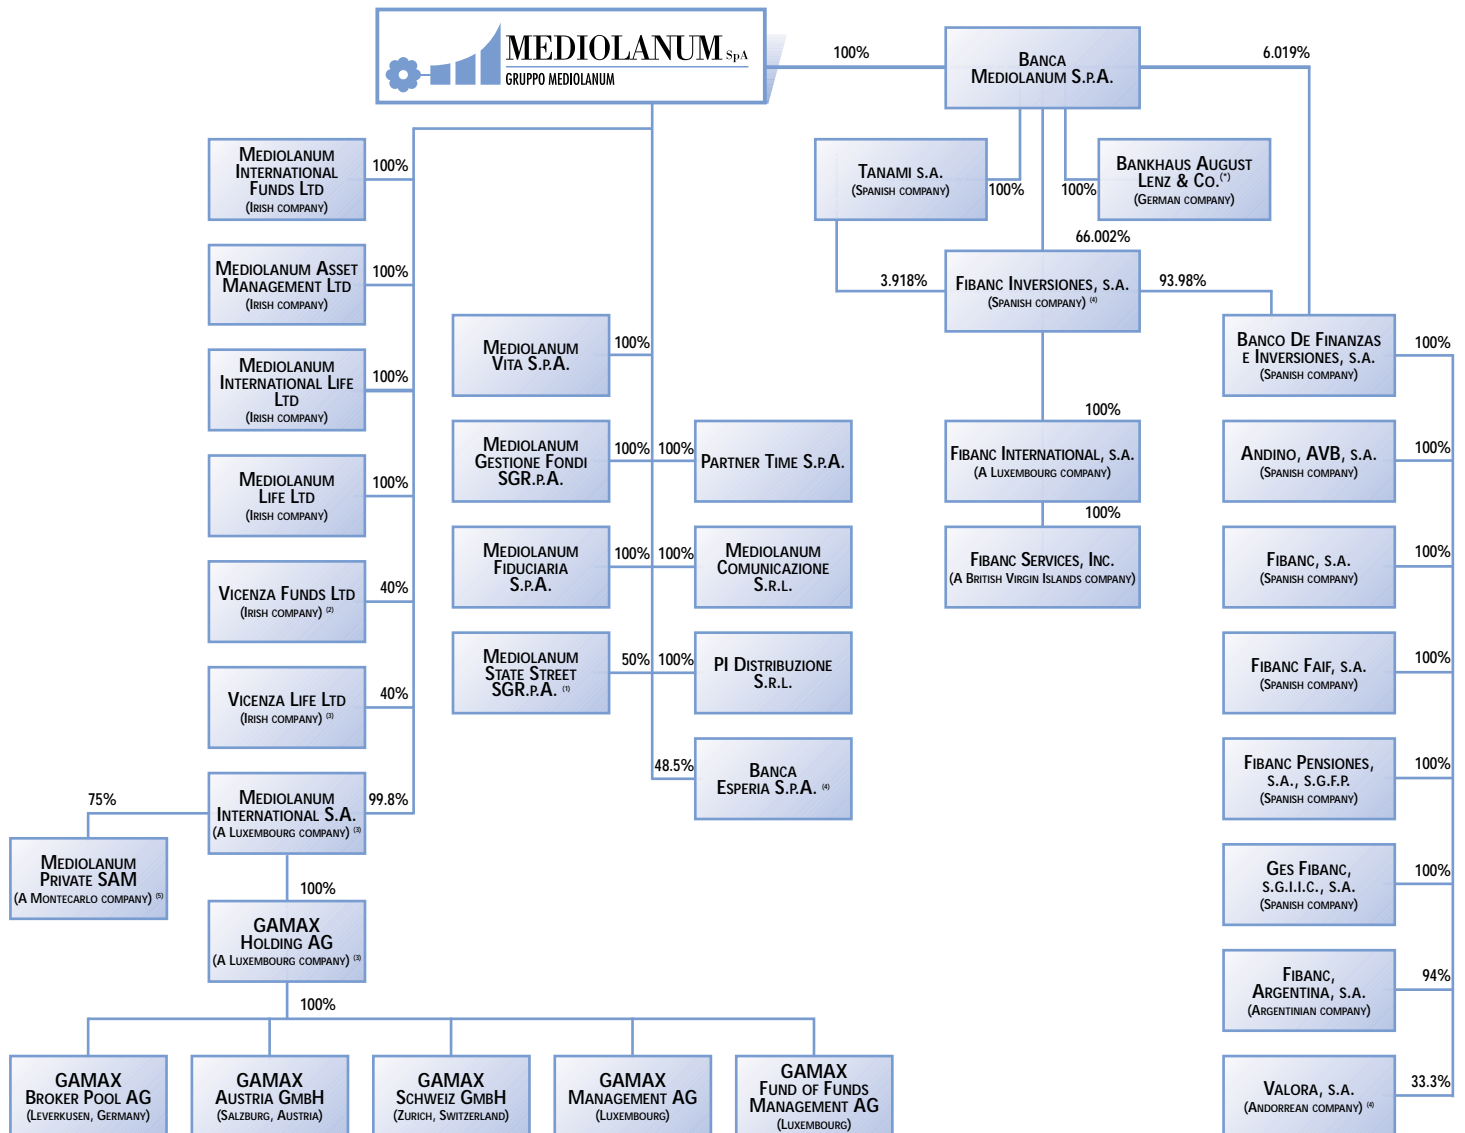 MEDIOLANUM SpA
GRUPPO MEDIOLANUM
100%
BANCA
MEDIOLANUM S.P.A.
6.019%
MEDIOLANUM
INTERNATIONAL
FUNDS LTD
(IRISH COMPANY)
100%
MEDIOLANUM ASSET
MANAGEMENT LTD
(IRISH COMPANY)
100%
MEDIOLANUM
INTERNATIONAL LIFE
LTD
(IRISH COMPANY)
100%
MEDIOLANUM
LIFE LTD
(IRISH COMPANY)
100%
VICENZA FUNDS LTD
(IRISH COMPANY) (2)
40%
VICENZA LIFE LTD
(IRISH COMPANY) (3)
40%
MEDIOLANUM
INTERNATIONAL S.A.
(A LUXEMBOURG COMPANY) (3)
99.8%
75%
MEDIOLANUM
PRIVATE SAM
(A MONTECARLO COMPANY) (5)
100%
GAMAX
HOLDING AG
(A LUXEMBOURG COMPANY) (3)
100%
GAMAX
BROKER POOL AG
(LEVERKUSEN, GERMANY)
GAMAX
AUSTRIA GMBH
(SALZBURG, AUSTRIA)
GAMAX
SCHWEIZ GMBH
(ZURICH, SWITZERLAND)
GAMAX
MANAGEMENT AG
(LUXEMBOURG)
GAMAX
FUND OF FUNDS
MANAGEMENT AG
(LUXEMBOURG)
MEDIOLANUM
VITA S.P.A.
100%
MEDIOLANUM
GESTIONE FONDI
SGR.P.A.
100%
100%
PARTNER TIME S.P.A.
MEDIOLANUM
FIDUCIARIA
S.P.A.
100%
100%
MEDIOLANUM
COMUNICAZIONE
S.R.L.
MEDIOLANUM
STATE STREET
SGR.P.A. (1)
50%
100%
PI DISTRIBUZIONE
S.R.L.
48.5%
BANCA
ESPERIA S.P.A. (4)
TANAMI S.A.
(SPANISH COMPANY)
100%
100%
BANKHAUS AUGUST
LENZ & CO.(*)
(GERMAN COMPANY)
66.002%
3.918%
FIBANC INVERSIONES, S.A.
(SPANISH COMPANY) (4)
93.98%
100%
FIBANC INTERNATIONAL, S.A.
(A LUXEMBOURG COMPANY)
100%
FIBANC SERVICES, INC.
(A BRITISH VIRGIN ISLANDS COMPANY)
BANCO DE FINANZAS
E INVERSIONES, S.A.
(SPANISH COMPANY)
100%
ANDINO, AVB, S.A.
(SPANISH COMPANY)
100%
FIBANC, S.A.
(SPANISH COMPANY)
100%
FIBANC FAIF, S.A.
(SPANISH COMPANY)
100%
FIBANC PENSIONES,
S.A., S.G.F.P.
(SPANISH COMPANY)
100%
GES FIBANC,
S.G.I.I.C., S.A.
(SPANISH COMPANY)
100%
FIBANC,
ARGENTINA, S.A.
(ARGENTINIAN COMPANY)
94%
VALORA, S.A.
(ANDORREAN COMPANY) (4)
33.3%